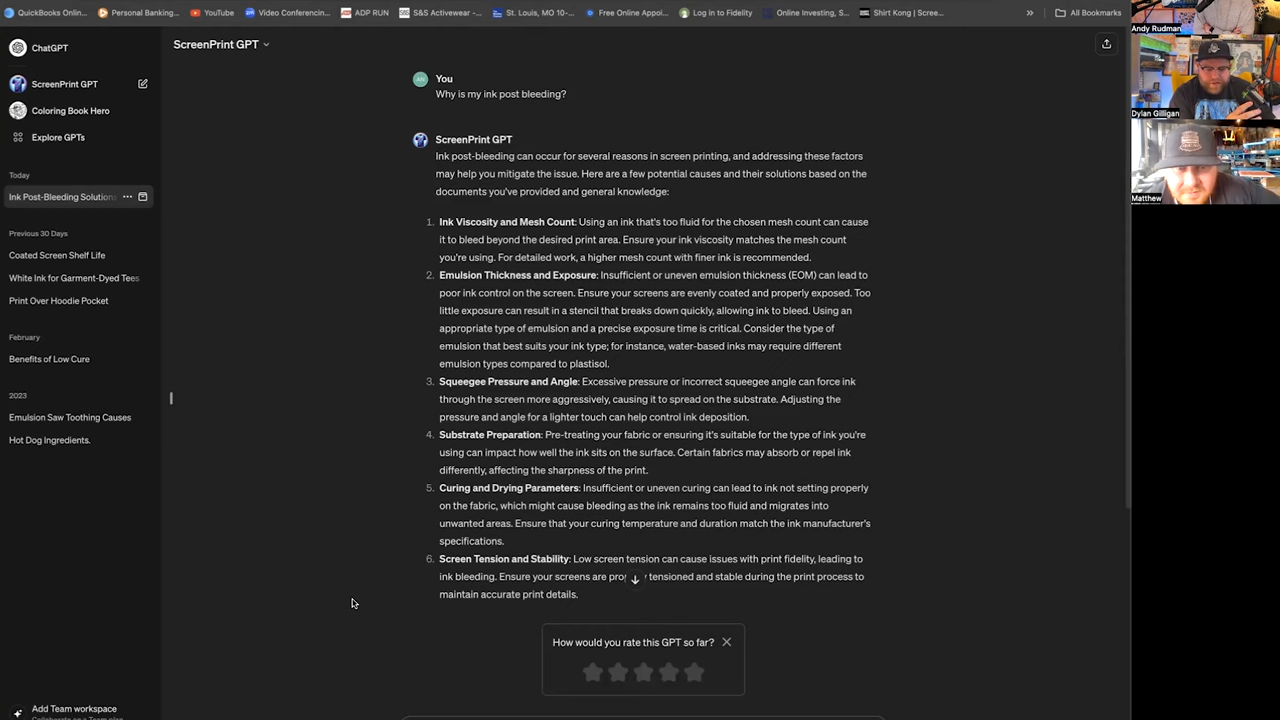 QuickBooks Online...
Personal Banking...
YouTube
Video Conferencin...
ADP RUN
S&S Activewear -...
St. Louis, MO 10-...
Free Online Appoi...
Log in to Fidelity
Online Investing, S...
Shirt Kong | Scree...
»
All Bookmarks
Andy Rudman
ChatGPT
ScreenPrint GPT
ScreenPrint GPT
Coloring Book Hero
Explore GPTs
Today
Ink Post-Bleeding Solutions
Previous 30 Days
Coated Screen Shelf Life
White Ink for Garment-Dyed Tees
Print Over Hoodie Pocket
February
Benefits of Low Cure
2023
Emulsion Saw Toothing Causes
Hot Dog Ingredients.
Add Team workspace
You
Why is my ink post bleeding?
ScreenPrint GPT
Ink post-bleeding can occur for several reasons in screen printing, and addressing these factors
may help you mitigate the issue. Here are a few potential causes and their solutions based on the
documents you've provided and general knowledge:
1. Ink Viscosity and Mesh Count: Using an ink that's too fluid for the chosen mesh count can cause
it to bleed beyond the desired print area. Ensure your ink viscosity matches the mesh count
you're using. For detailed work, a higher mesh count with finer ink is recommended.
2. Emulsion Thickness and Exposure: Insufficient or uneven emulsion thickness (EOM) can lead to
poor ink control on the screen. Ensure your screens are evenly coated and properly exposed. Too
little exposure can result in a stencil that breaks down quickly, allowing ink to bleed. Using an
appropriate type of emulsion and a precise exposure time is critical. Consider the type of
emulsion that best suits your ink type; for instance, water-based inks may require different
emulsion types compared to plastisol.
3. Squeegee Pressure and Angle: Excessive pressure or incorrect squeegee angle can force ink
through the screen more aggressively, causing it to spread on the substrate. Adjusting the
pressure and angle for a lighter touch can help control ink deposition.
4. Substrate Preparation: Pre-treating your fabric or ensuring it's suitable for the type of ink you're
using can impact how well the ink sits on the surface. Certain fabrics may absorb or repel ink
differently, affecting the sharpness of the print.
5. Curing and Drying Parameters: Insufficient or uneven curing can lead to ink not setting properly
on the fabric, which might cause bleeding as the ink remains too fluid and migrates into
unwanted areas. Ensure that your curing temperature and duration match the ink manufacturer's
specifications.
6. Screen Tension and Stability: Low screen tension can cause issues with print fidelity, leading to
ink bleeding. Ensure your screens are tensioned and stable during the print process to
maintain accurate print details.
How would you rate this GPT so far?
Dylan Gilligan
Matthew